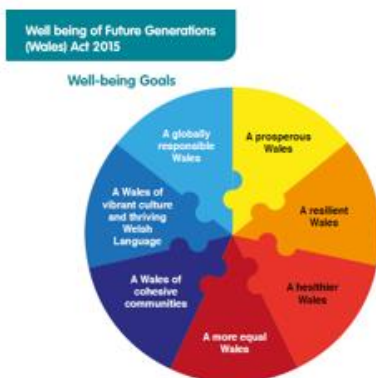 Well being of Future Generations
(Wales) Act 2015
Well-being Goals
A globally
responsible
Wales
A prosperous
Wales
A resilient
Wales
A healthier
Wales
A more equal
Wales
A Wales of
cohesive
communities
A Wales of
vibrant culture
and thriving
Welsh
Language